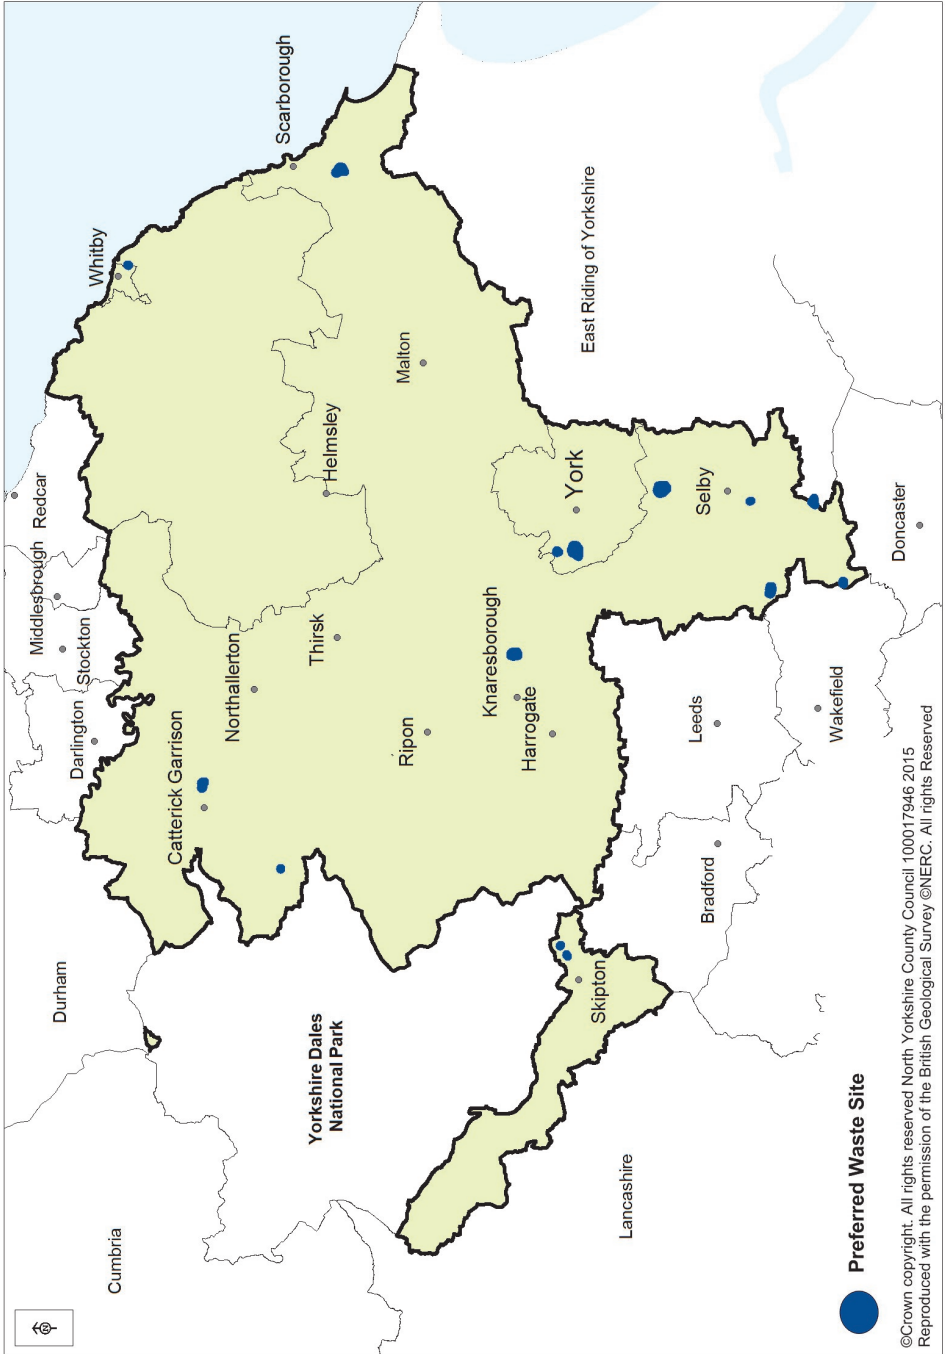 N
Middlesbrough
Redcar
Durham
Darlington
Stockton
Whitby
Cumbria
Catterick Garrison
Northallerton
Scarborough
Thirsk
Yorkshire Dales
National Park
Helmsley
Malton
Ripon
Knaresborough
Harrogate
York
East Riding of Yorkshire
Skipton
Lancashire
Leeds
Selby
Bradford
Wakefield
Doncaster
Preferred Waste Site
©Crown copyright. All rights reserved North Yorkshire County Council 100017946 2015
Reproduced with the permission of the British Geological Survey ©NERC. All rights Reserved